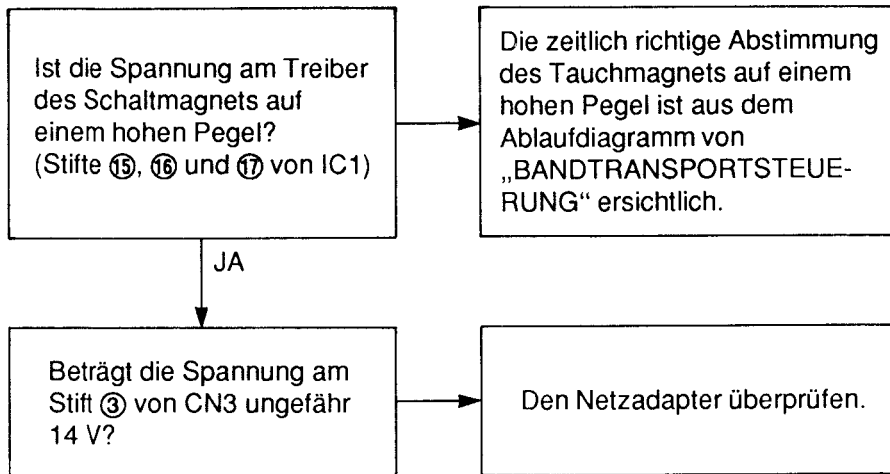 Ist die Spannung am Treiber
des Schaltmagnets auf
einem hohen Pegel?
(Stifte ⑮, ⑯ und ⑰ von IC1)
Die zeitlich richtige Abstimmung
des Tauchmagnets auf einem
hohen Pegel ist aus dem
Ablaufdiagramm von
„BANDTRANSPORTSTEUE-
RUNG“ ersichtlich.
JA
Beträgt die Spannung am
Stift ③ von CN3 ungefähr
14 V?
Den Netzadapter überprüfen.